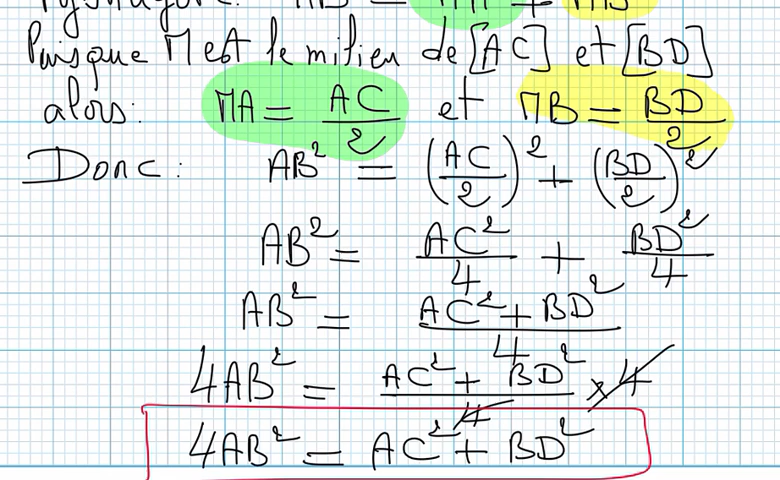 Puisque M est le milieu de [AC] et [BD]
alors: MA = AC/2 et MB = BD/2
Donc: AB² = (AC/2)² + (BD/2)²
AB² = AC²/4 + BD²/4
AB² = (AC² + BD²)/4
4AB² = (AC² + BD²)/4 × 4
4AB² = AC² + BD²